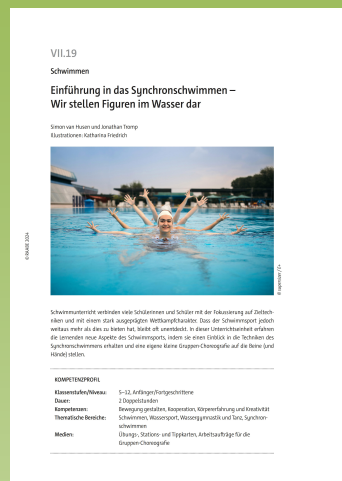 VII.19
Schwimmen
Einführung in das Synchronschwimmen –
Wir stellen Figuren im Wasser dar
Simon van Husen und Jonathan Tromp
Illustrationen: Katharina Friedrich
© RAABE 2024
Schwimmunterricht verbinden viele Schülerinnen und Schüler mit der Fokussierung auf Zieltech-
niken und mit einem stark ausgeprägten Wettkampfcharakter. Dass der Schwimmsport jedoch
weitaus mehr als dies zu bieten hat, bleibt oft unentdeckt. In dieser Unterrichtseinheit erfahren
die Lernenden neue Aspekte des Schwimmsports, indem sie einen Einblick in die Techniken des
Synchronschwimmens erhalten und eine eigene kleine Gruppen-Choreografie auf die Beine (und
Hände) stellen.
KOMPETENZPROFIL
Klassenstufen/Niveau: 5–12, Anfänger/Fortgeschrittene
Dauer: 2 Doppelstunden
Kompetenzen: Bewegung gestalten, Kooperation, Körpererfahrung und Kreativität
Thematische Bereiche: Schwimmen, Wassersport, Wassergymnastik und Tanz, Synchron-
schwimmen
Medien: Übungs-, Stations- und Tippkarten, Arbeitsaufträge für die
Gruppen-Choreografie